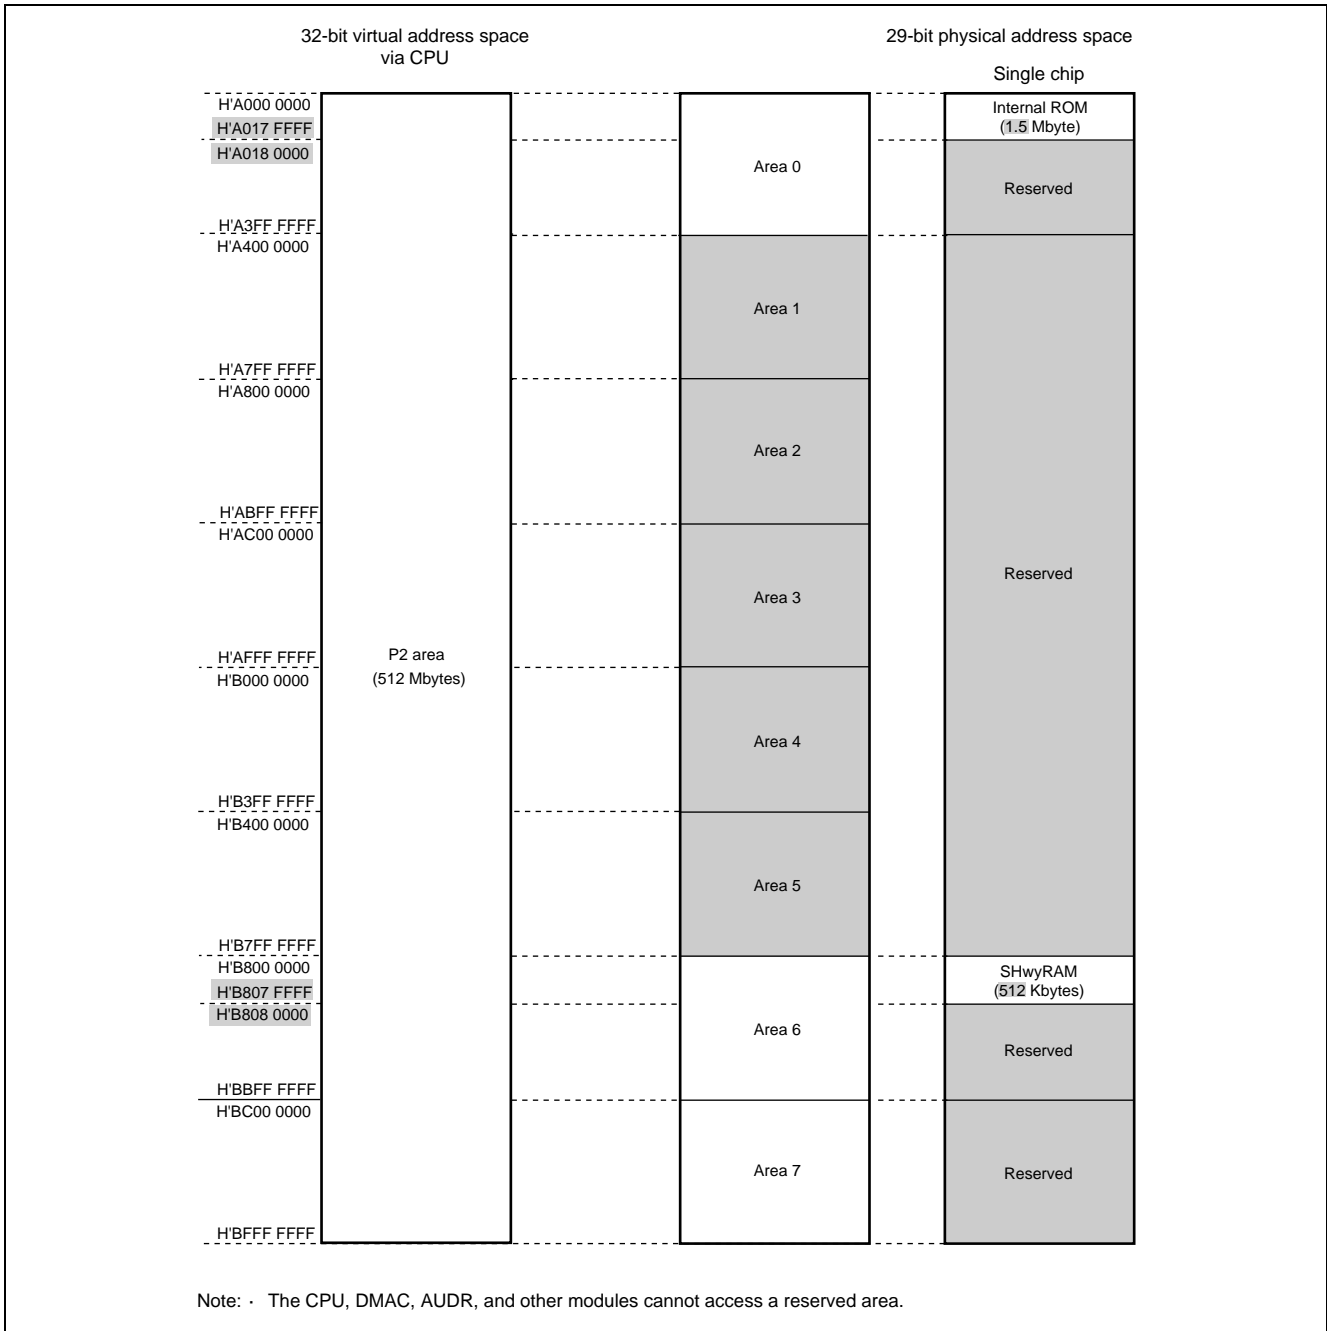 32-bit virtual address space
via CPU
29-bit physical address space
Single chip
H'A000 0000
H'A017 FFFF
H'A018 0000
H'A3FF FFFF
H'A400 0000
H'A7FF FFFF
H'A800 0000
H'ABFF FFFF
H'AC00 0000
H'AFFF FFFF
H'B000 0000
H'B3FF FFFF
H'B400 0000
H'B7FF FFFF
H'B800 0000
H'B807 FFFF
H'B808 0000
H'BBFF FFFF
H'BC00 0000
H'BFFF FFFF
P2 area
(512 Mbytes)
Area 0
Area 1
Area 2
Area 3
Area 4
Area 5
Area 6
Area 7
Internal ROM
(1.5 Mbyte)
Reserved
Reserved
SHwyRAM
(512 Kbytes)
Reserved
Reserved
Note: · The CPU, DMAC, AUDR, and other modules cannot access a reserved area.